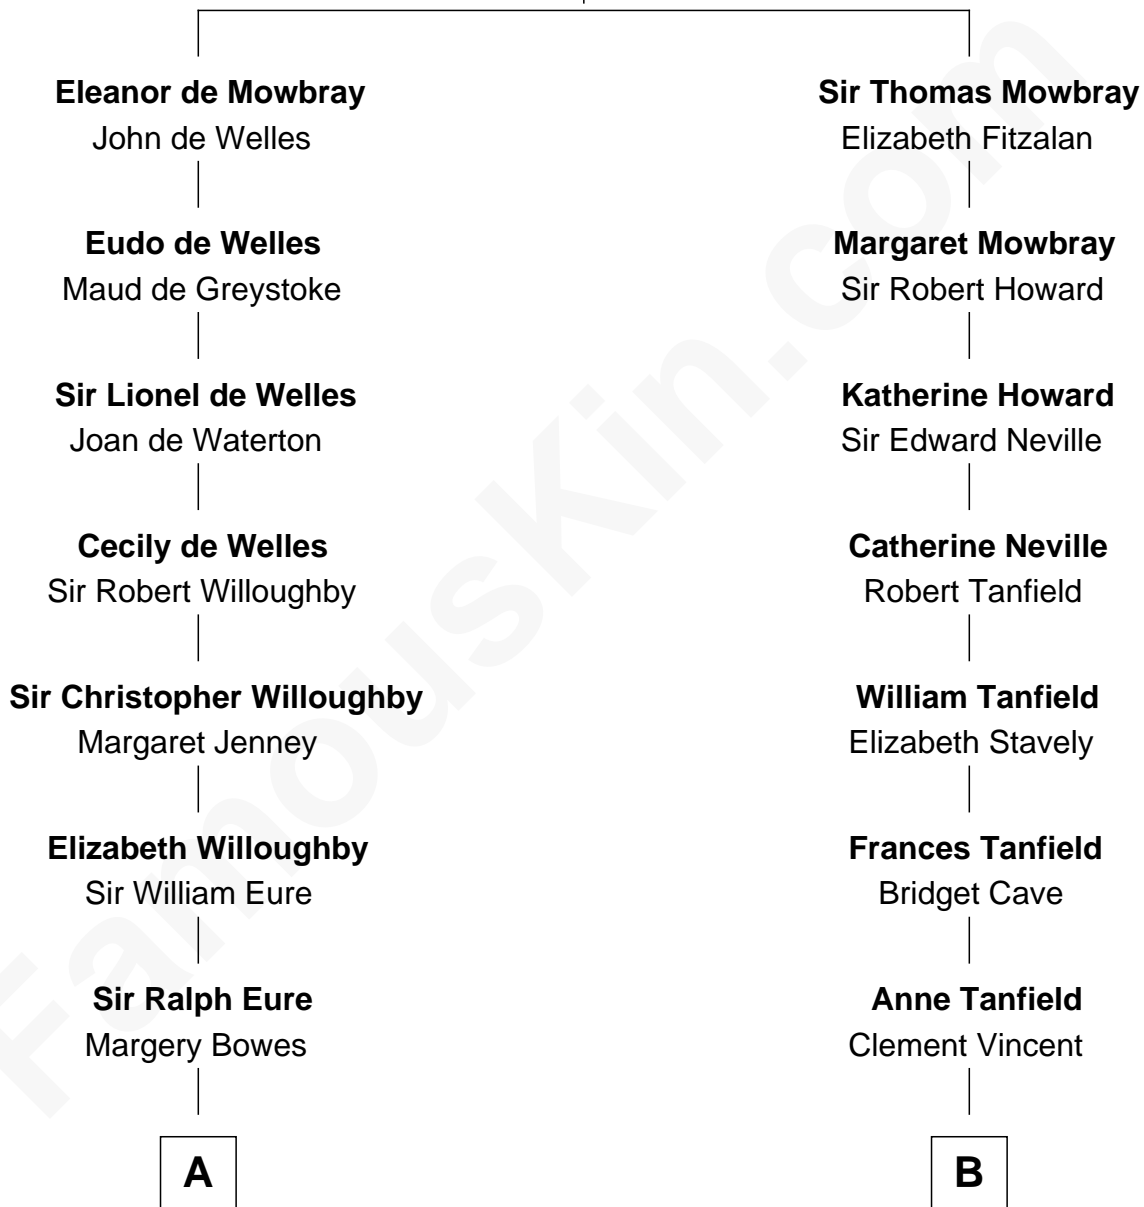 Eleanor de Mowbray
John de Welles
Sir Thomas Mowbray
Elizabeth Fitzalan
Eudo de Welles
Maud de Greystoke
Margaret Mowbray
Sir Robert Howard
Sir Lionel de Welles
Joan de Waterton
Katherine Howard
Sir Edward Neville
Cecily de Welles
Sir Robert Willoughby
Catherine Neville
Robert Tanfield
Sir Christopher Willoughby
Margaret Jenney
William Tanfield
Elizabeth Stavely
Elizabeth Willoughby
Sir William Eure
Frances Tanfield
Bridget Cave
Sir Ralph Eure
Margery Bowes
Anne Tanfield
Clement Vincent
A
B
FamousKin.com